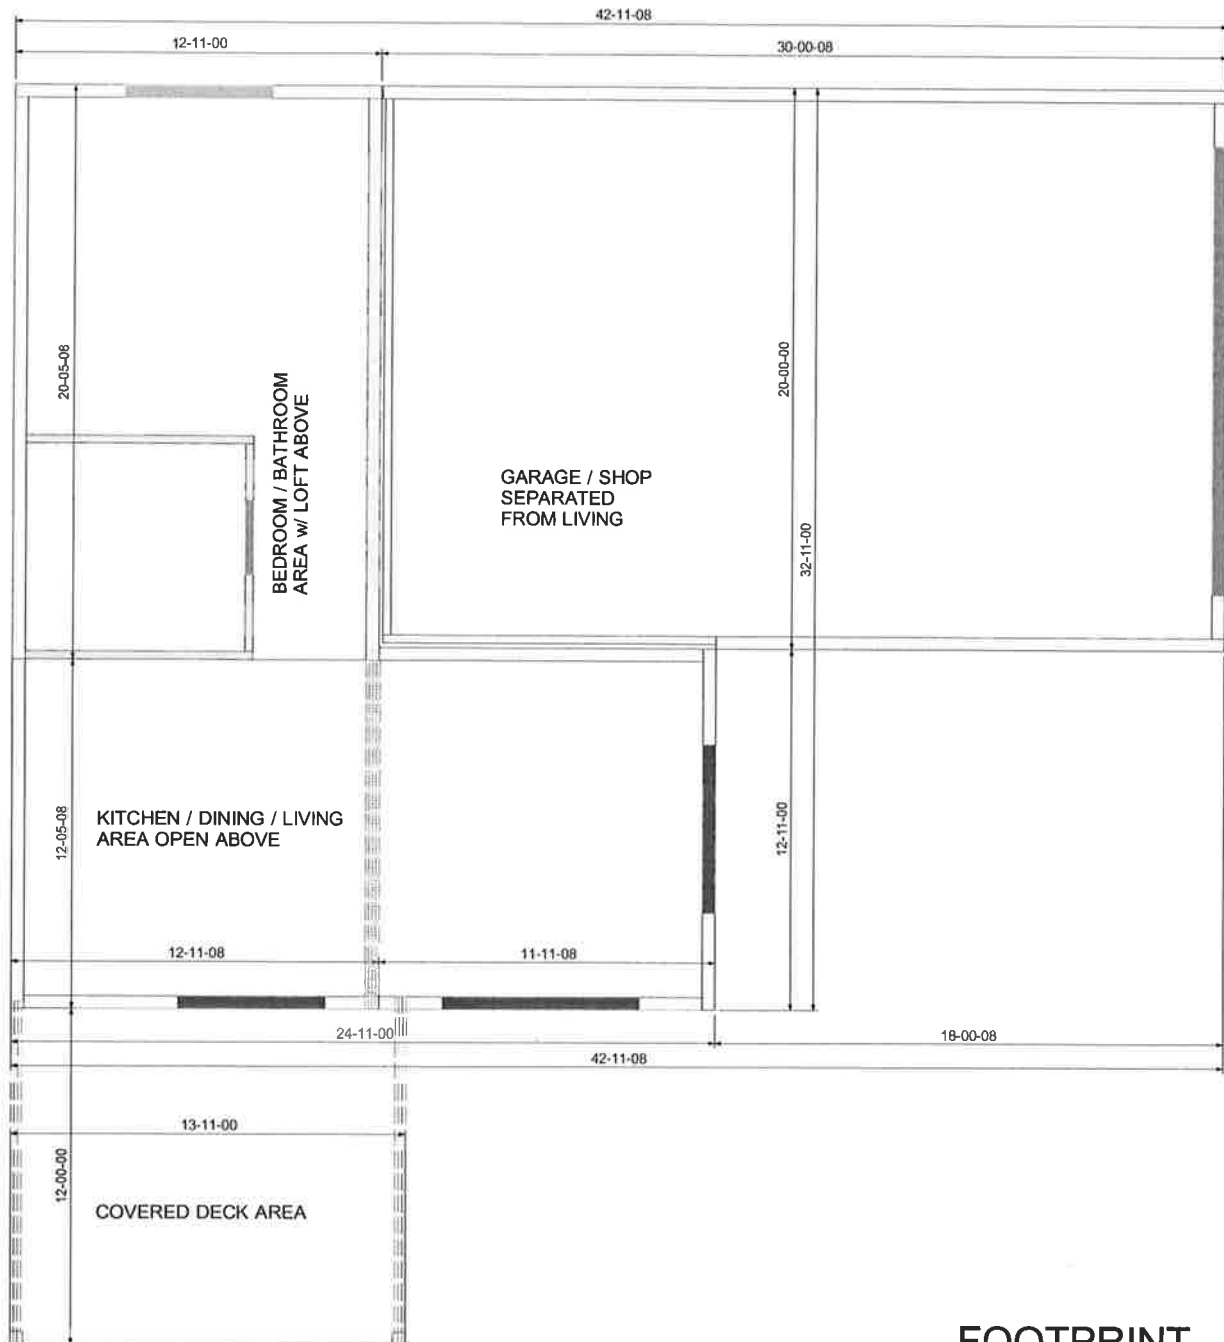 42-11-08
12-11-00
30-00-08
20-05-08
BEDROOM / BATHROOM
AREA w/ LOFT ABOVE
GARAGE / SHOP
SEPARATED
FROM LIVING
20-00-00
32-11-00
KITCHEN / DINING / LIVING
AREA OPEN ABOVE
12-05-08
12-11-00
12-11-08
11-11-08
24-11-00
18-00-08
42-11-08
13-11-00
12-00-00
COVERED DECK AREA
FOOTPRINT